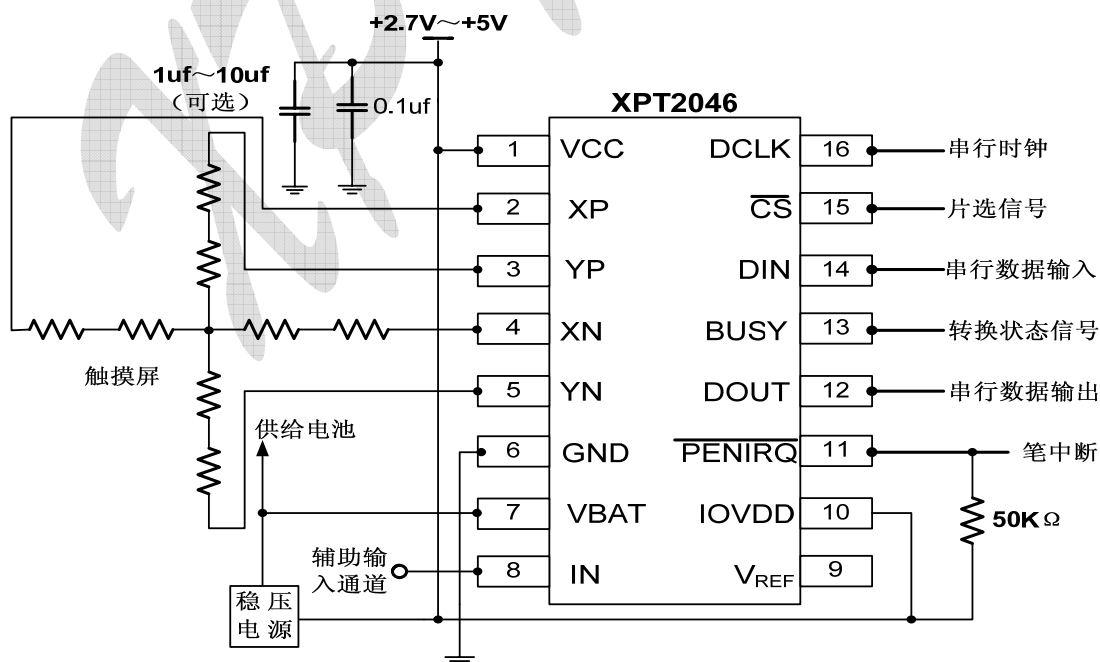 +2.7V～+5V
1uf～10uf
（可选）
0.1uf
XPT2046
1 VCC DCLK 16 串行时钟
2 XP CS 15 片选信号
3 YP DIN 14 串行数据输入
4 XN BUSY 13 转换状态信号
触摸屏
5 YN DOUT 12 串行数据输出
供给电池
6 GND PENIRQ 11 笔中断
7 VBAT IOVDD 10 50KΩ
辅助输
入通道
8 IN VREF 9
稳压
电源